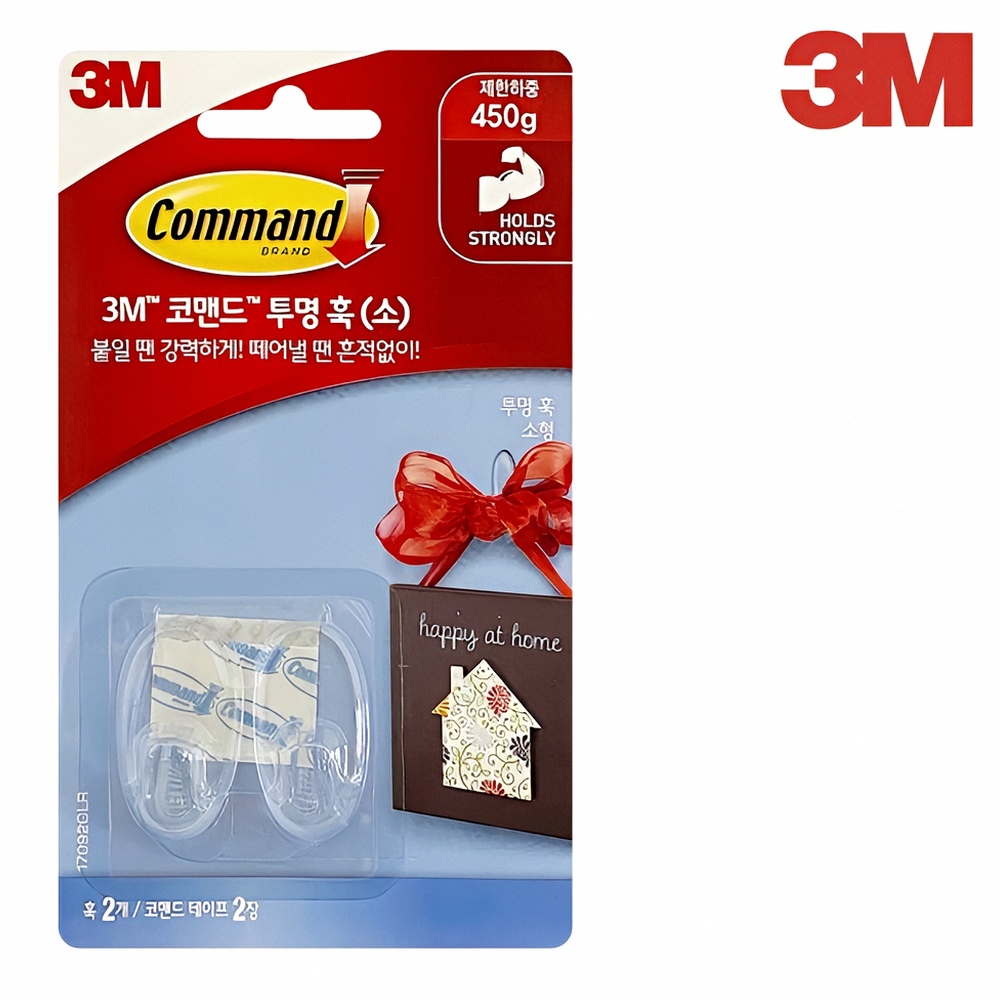 3M
3M
제한하중
450g
HOLDS
STRONGLY
Command
BRAND
3M™ 코맨드™ 투명 훅 (소)
붙일 땐 강력하게! 떼어낼 땐 흔적없이!
투명 훅
소형
happy at home
Command
Command
17092CLR
훅 2개 / 코맨드 테이프 2장